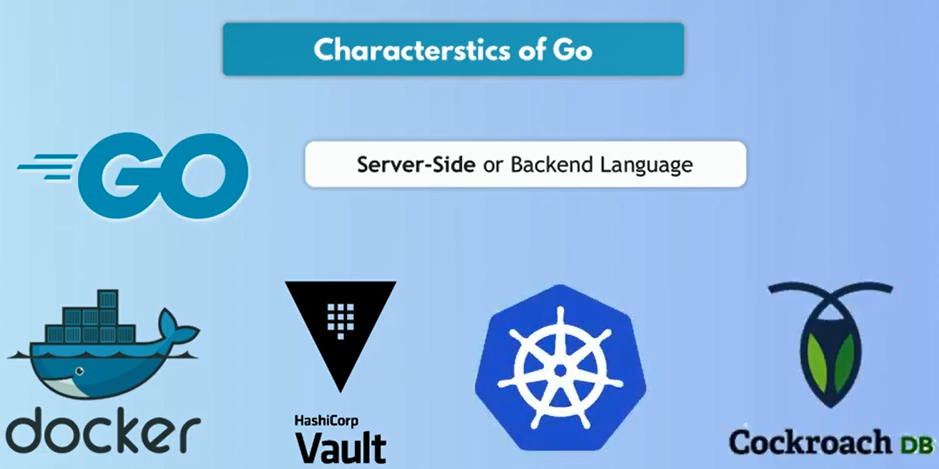 Characterstics of Go
GO
Server-Side or Backend Language
docker
HashiCorp
Vault
Cockroach DB